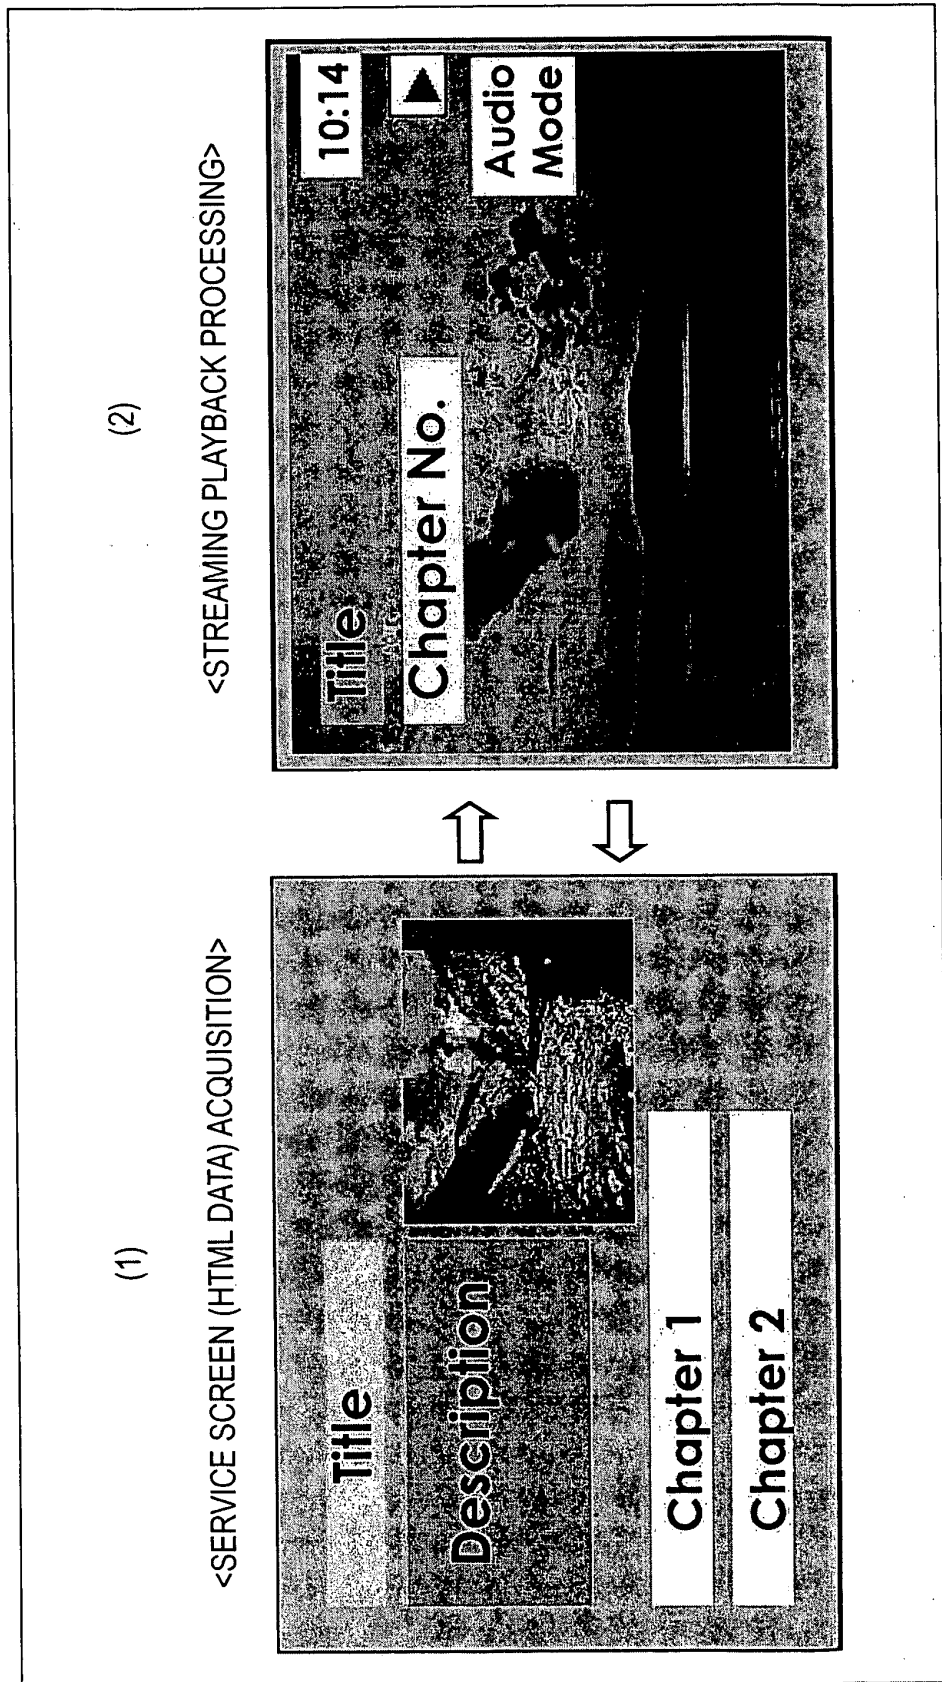 (1)
<SERVICE SCREEN (HTML DATA) ACQUISITION>
Title
Description
Chapter 1
Chapter 2
(2)
<STREAMING PLAYBACK PROCESSING>
Title
10:14
Chapter No.
Audio
Mode